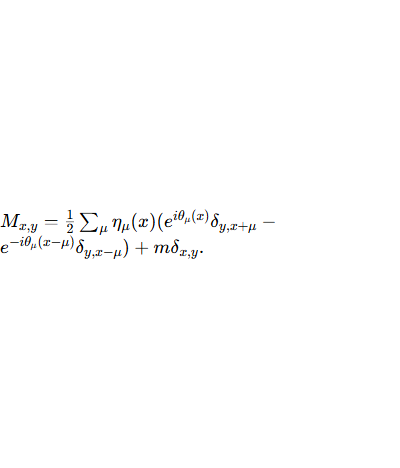 M_{x,y} = \frac{1}{2} \sum_{\mu} \eta_{\mu}(x)(e^{i\theta_{\mu}(x)} \delta_{y,x+\mu} -
e^{-i\theta_{\mu}(x-\mu)} \delta_{y,x-\mu}) + m\delta_{x,y}.